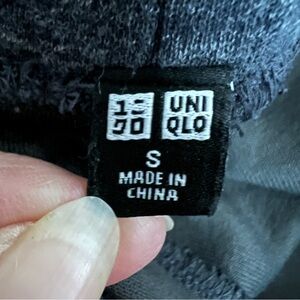 ユニ UNI
クロ QLO
S
MADE IN
CHINA